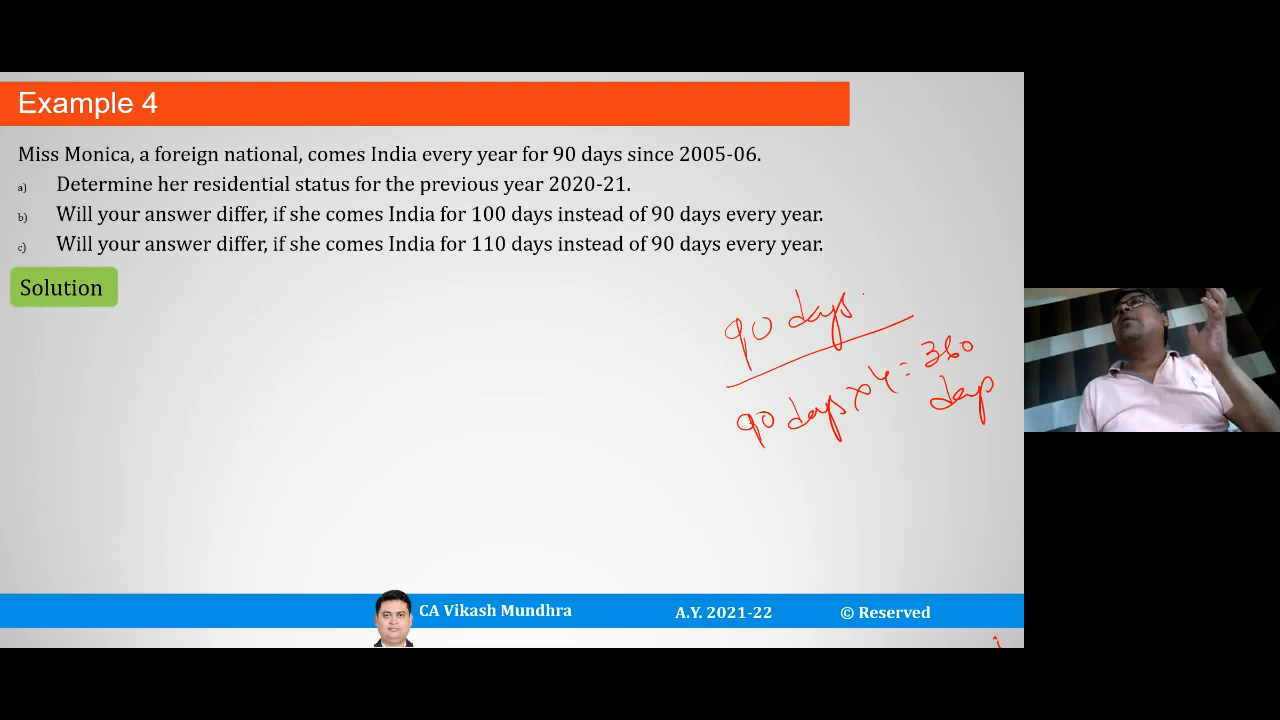 Example 4
Miss Monica, a foreign national, comes India every year for 90 days since 2005-06.
a) Determine her residential status for the previous year 2020-21.
b) Will your answer differ, if she comes India for 100 days instead of 90 days every year.
c) Will your answer differ, if she comes India for 110 days instead of 90 days every year.
Solution
90 days
90 days x 4 = 360
days
CA Vikash Mundhra A.Y. 2021-22 © Reserved